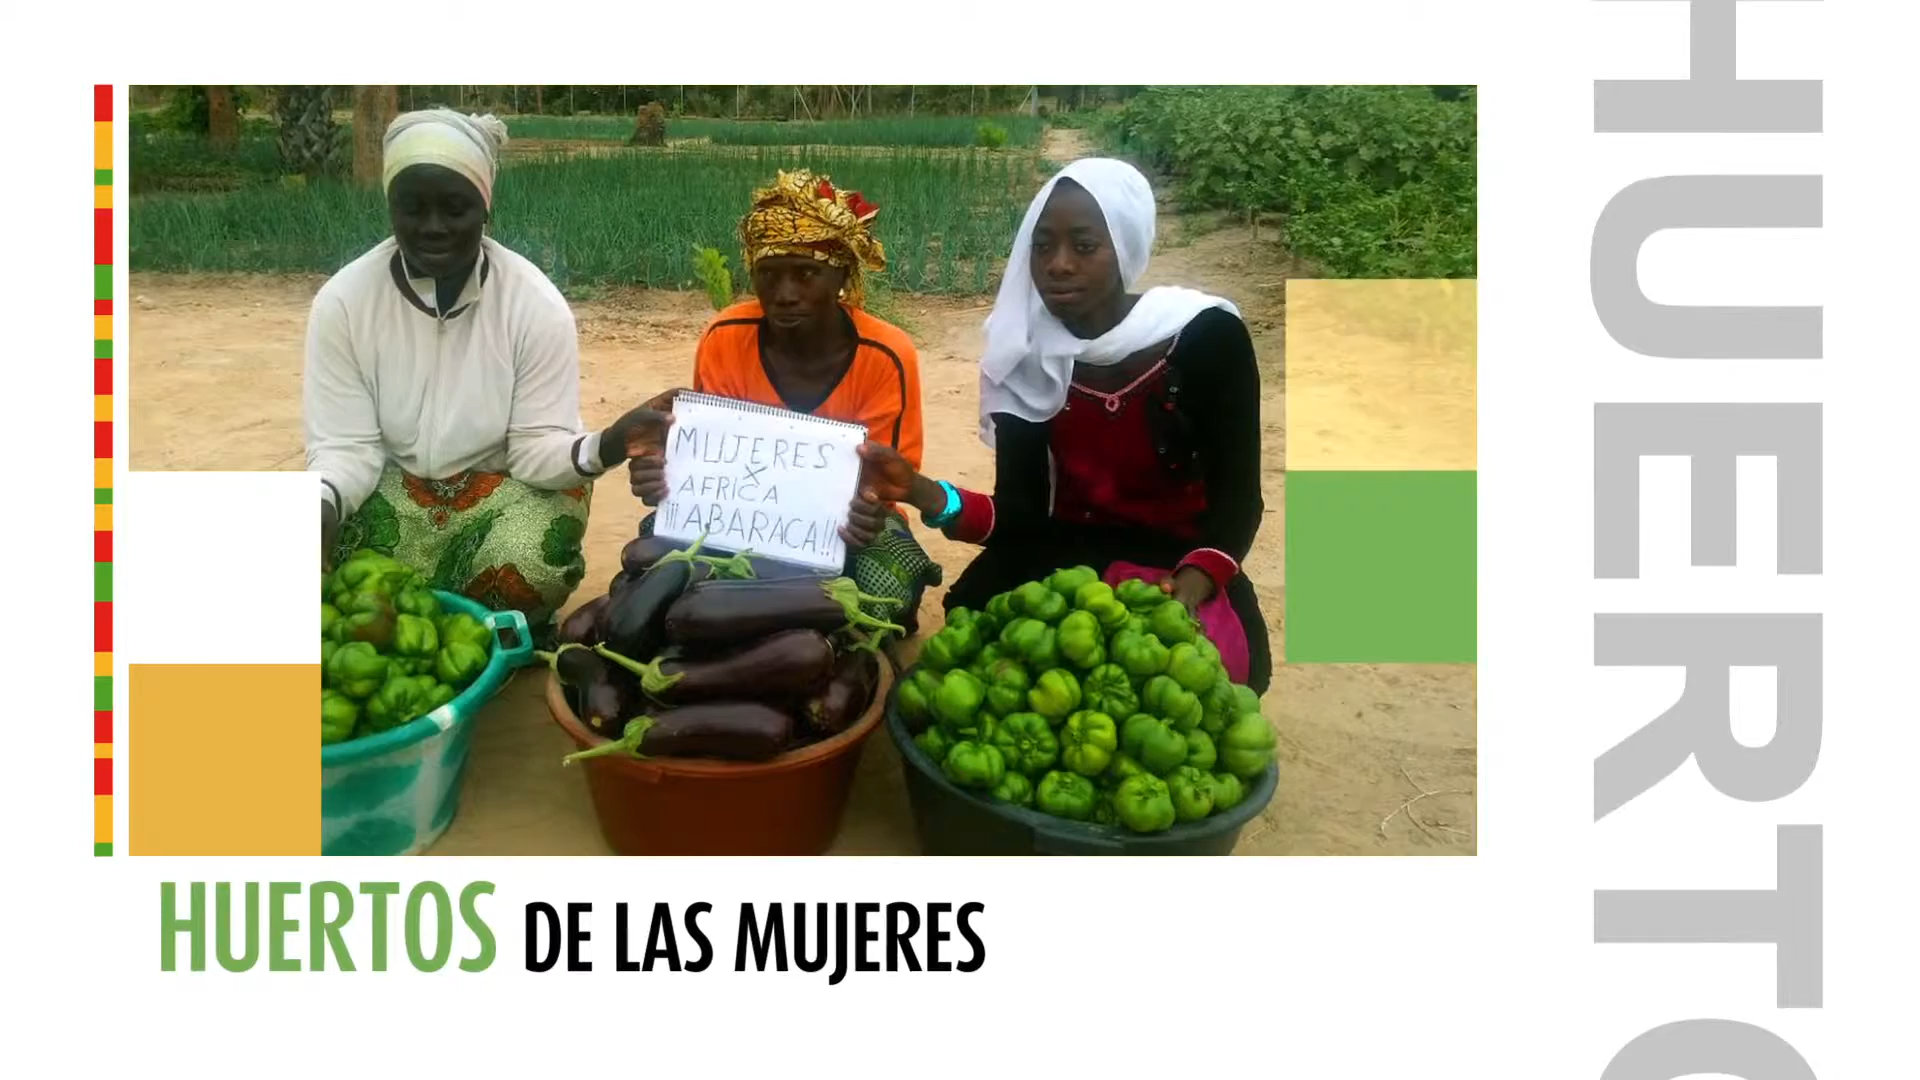 MUJERES
X
AFRICA
¡¡¡ABARACA!!
HUERTOS DE LAS MUJERES
HUERTO